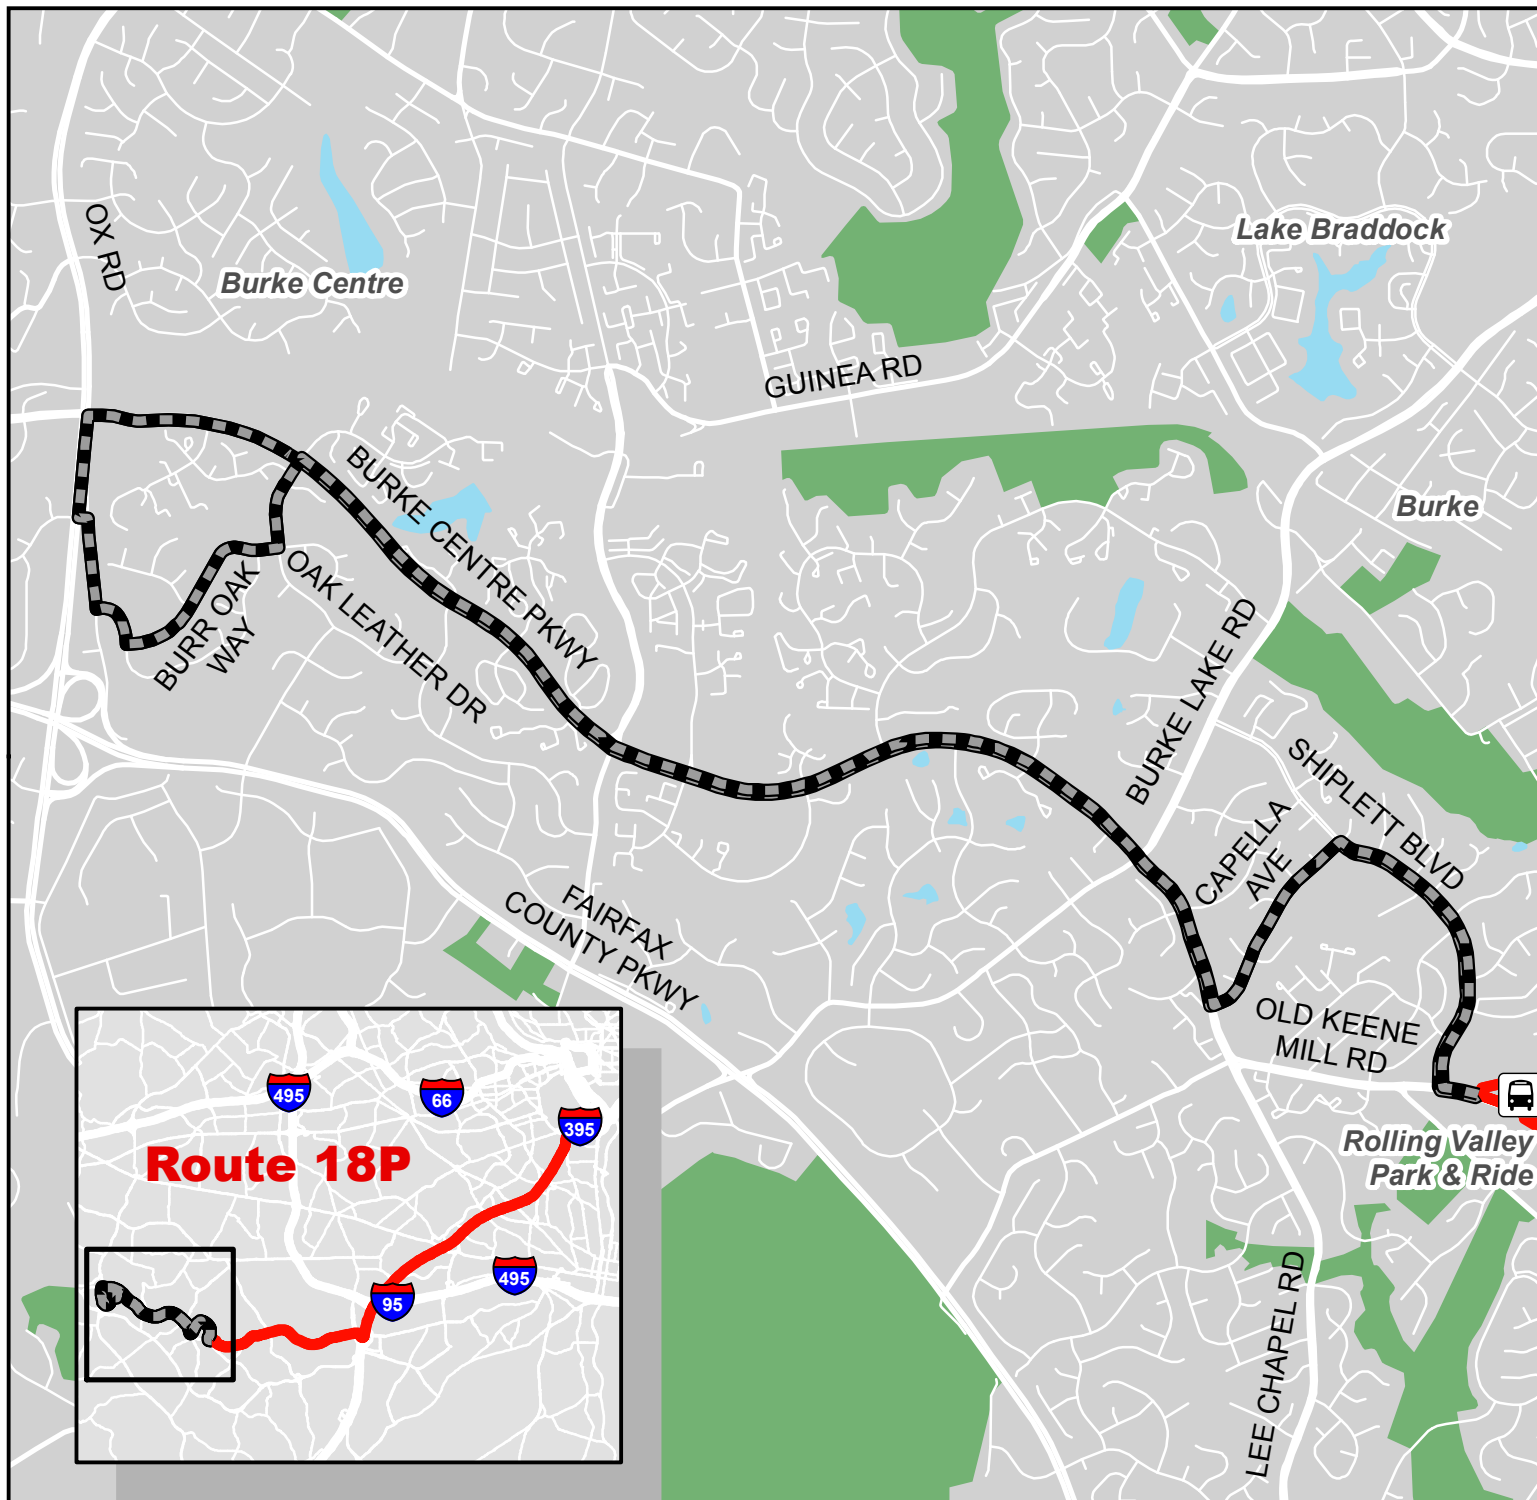 OX RD
Burke Centre
Lake Braddock
GUINEA RD
BURKE CENTRE PKWY
Burke
OAK LEATHER DR
BURR OAK
WAY
BURKE LAKE RD
SHIPLETT BLVD
CAPELLA
AVE
FAIRFAX
COUNTY PKWY
OLD KEENE
MILL RD
Rolling Valley
Park & Ride
LEE CHAPEL RD
495
66
395
Route 18P
495
95